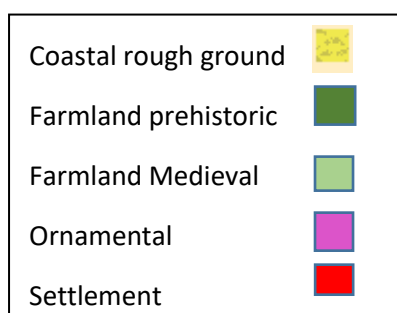 Coastal rough ground
Farmland prehistoric
Farmland Medieval
Ornamental
Settlement